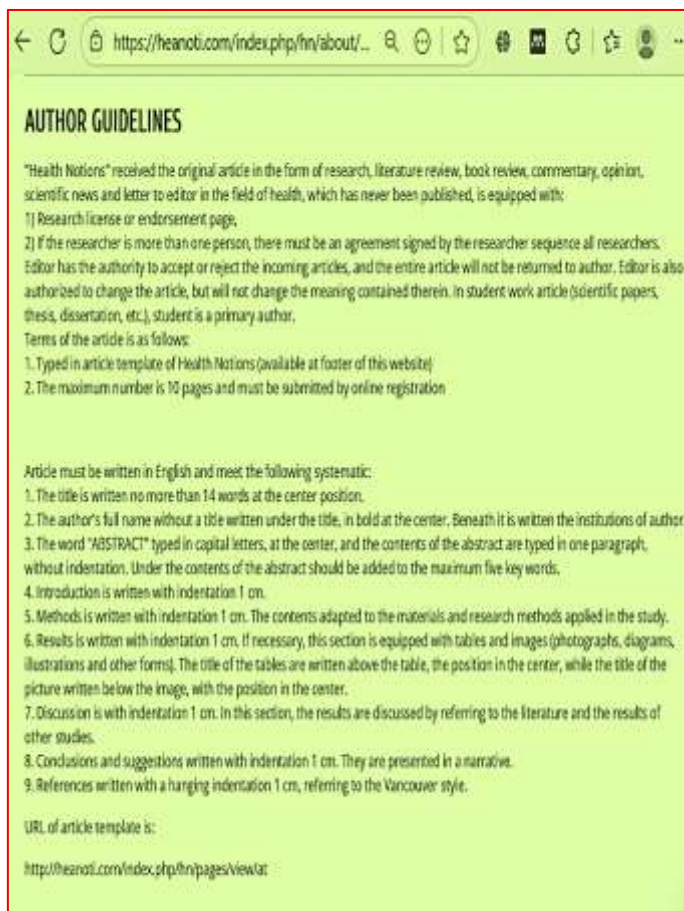 https://heanoti.com/index.php/hn/about/...
AUTHOR GUIDELINES
"Health Notions" received the original article in the form of research, literature review, book review, commentary, opinion,
scientific news and letter to editor in the field of health, which has never been published, is equipped with:
1) Research license or endorsement page,
2) If the researcher is more than one person, there must be an agreement signed by the researcher sequence all researchers.
Editor has the authority to accept or reject the incoming articles, and the entire article will not be returned to author. Editor is also
authorized to change the article, but will not change the meaning contained therein. In student work article (scientific papers,
thesis, dissertation, etc.), student is a primary author.
Terms of the article is as follows:
1. Typed in article template of Health Notions (available at footer of this website)
2. The maximum number is 10 pages and must be submitted by online registration
Article must be written in English and meet the following systematic:
1. The title is written no more than 14 words at the center position.
2. The author's full name without a title written under the title, in bold at the center. Beneath it is written the institutions of author
3. The word "ABSTRACT" typed in capital letters, at the center, and the contents of the abstract are typed in one paragraph,
without indentation. Under the contents of the abstract should be added to the maximum five key words.
4. Introduction is written with indentation 1 cm.
5. Methods is written with indentation 1 cm. The contents adapted to the materials and research methods applied in the study.
6. Results is written with indentation 1 cm. If necessary, this section is equipped with tables and images (photographs, diagrams,
illustrations and other forms). The title of the tables are written above the table, the position in the center, while the title of the
picture written below the image, with the position in the center.
7. Discussion is with indentation 1 cm. In this section, the results are discussed by referring to the literature and the results of
other studies.
8. Conclusions and suggestions written with indentation 1 cm. They are presented in a narrative.
9. References written with a hanging indentation 1 cm, referring to the Vancouver style.
URL of article template is:
http://heanoti.com/index.php/hn/pages/view/at